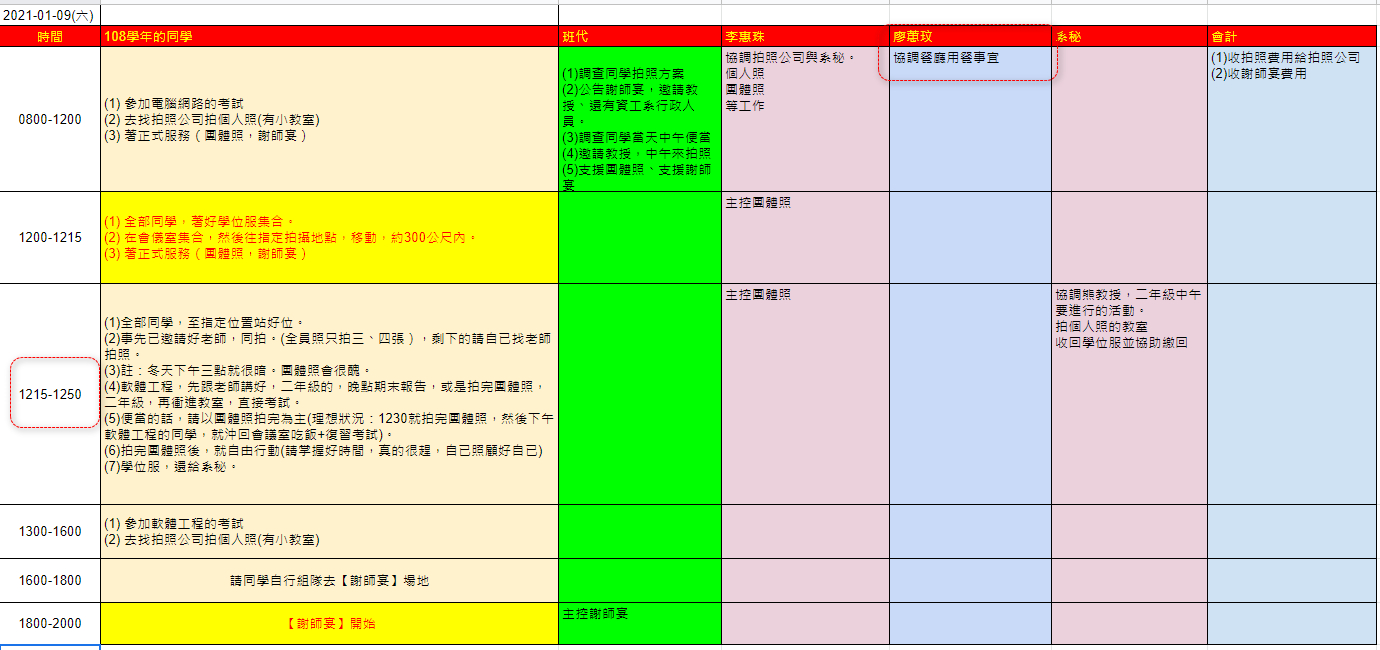 2021-01-09(六)
時間
108學年的同學
班代
李惠珠
廖蕙玟
系秘
會計
0800-1200
(1) 參加電腦網路的考試
(2) 去找拍照公司拍個人照(有小教室)
(3) 著正式服務（團體照，謝師宴）
(1)調查同學拍照方案
(2)公告謝師宴，邀請教
授、還有資工系行政人
員。
(3)調查同學當天中午便當
(4)邀請教授，中午來拍照
(5)支援團體照、支援謝師
宴
協調拍照公司與系秘。
個人照
團體照
等工作
協調餐廳用餐事宜
(1)收拍照費用給拍照公司
(2)收謝師宴費用
1200-1215
(1) 全部同學，著好學位服集合。
(2) 在會儀室集合，然後往指定拍攝地點，移動，約300公尺內。
(3) 著正式服務（團體照，謝師宴）
主控團體照
1215-1250
(1)全部同學，至指定位置站好位。
(2)事先已邀請好老師，同拍。(全員照只拍三、四張），剩下的請自已找老師
拍照。
(3)註：冬天下午三點就很暗。團體照會很醜。
(4)軟體工程，先跟老師講好，二年級的，晚點期末報告，或是拍完團體照，
二年級，再衝進教室，直接考試。
(5)便當的話，請以團體照拍完為主(理想狀況：1230就拍完團體照，然後下午
軟體工程的同學，就沖回會議室吃飯+復習考試)。
(6)拍完團體照後，就自由行動(請掌握好時間，真的很趕，自已照顧好自已)
(7)學位服，還給系秘。
主控團體照
協調熊教授，二年級中午
要進行的活動。
拍個人照的教室
收回學位服並協助繳回
1300-1600
(1) 參加軟體工程的考試
(2) 去找拍照公司拍個人照(有小教室)
1600-1800
請同學自行組隊去【謝師宴】場地
1800-2000
【謝師宴】開始
主控謝師宴